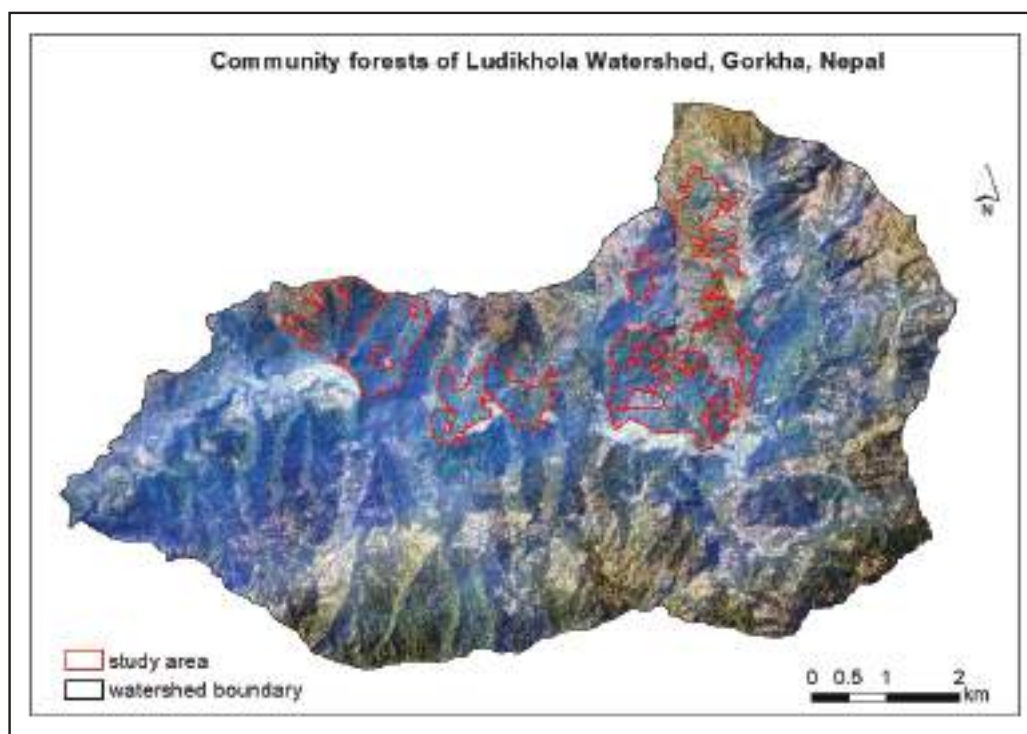 Community forests of Ludikhola Watershed, Gorkha, Nepal
N
study area
watershed boundary
0 0.5 1 2
km